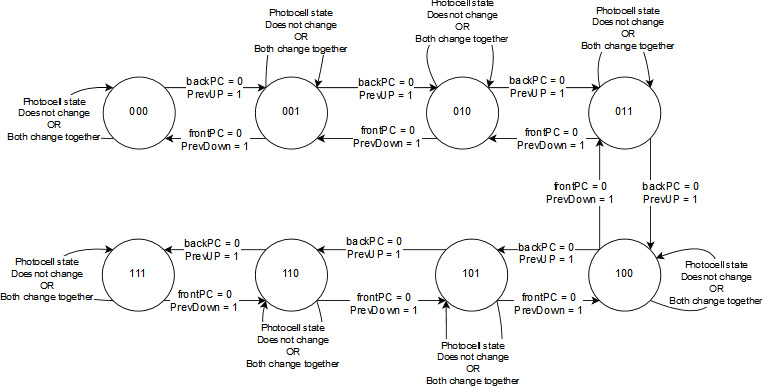 Photocell state
Does not change
OR
Both change together
Photocell state
Does not change
OR
Both change together
Photocell state
Does not change
OR
Both change together
Photocell state
Does not change
OR
Both change together
backPC = 0
PrevUP = 1
backPC = 0
PrevUP = 1
backPC = 0
PrevUP = 1
000
001
010
011
frontPC = 0
PrevDown = 1
frontPC = 0
PrevDown = 1
frontPC = 0
PrevDown = 1
frontPC = 0
PrevDown = 1
backPC = 0
PrevUP = 1
backPC = 0
PrevUP = 1
backPC = 0
PrevUP = 1
backPC = 0
PrevUP = 1
Photocell state
Does not change
OR
Both change together
111
110
101
100
Photocell state
Does not change
OR
Both change together
frontPC = 0
PrevDown = 1
frontPC = 0
PrevDown = 1
frontPC = 0
PrevDown = 1
Photocell state
Does not change
OR
Both change together
Photocell state
Does not change
OR
Both change together